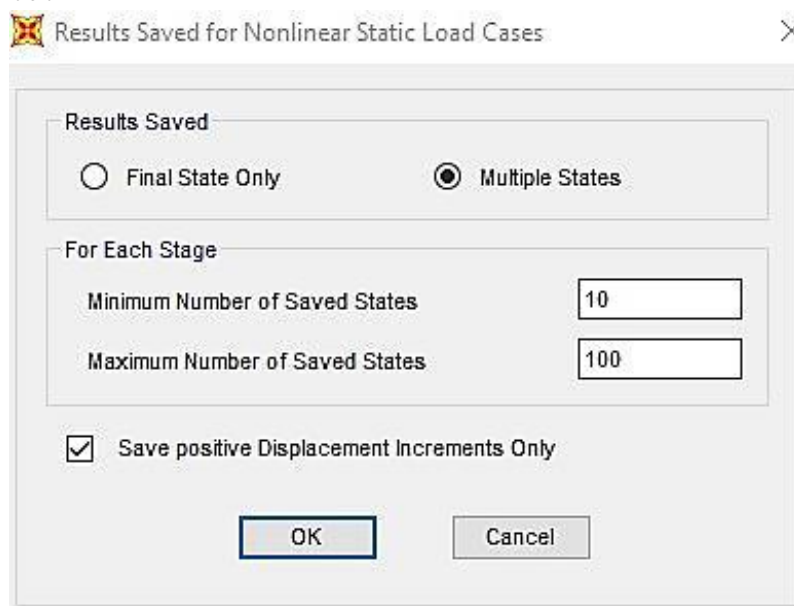 Results Saved for Nonlinear Static Load Cases
Results Saved
Final State Only
Multiple States
For Each Stage
Minimum Number of Saved States
10
Maximum Number of Saved States
100
Save positive Displacement Increments Only
OK
Cancel